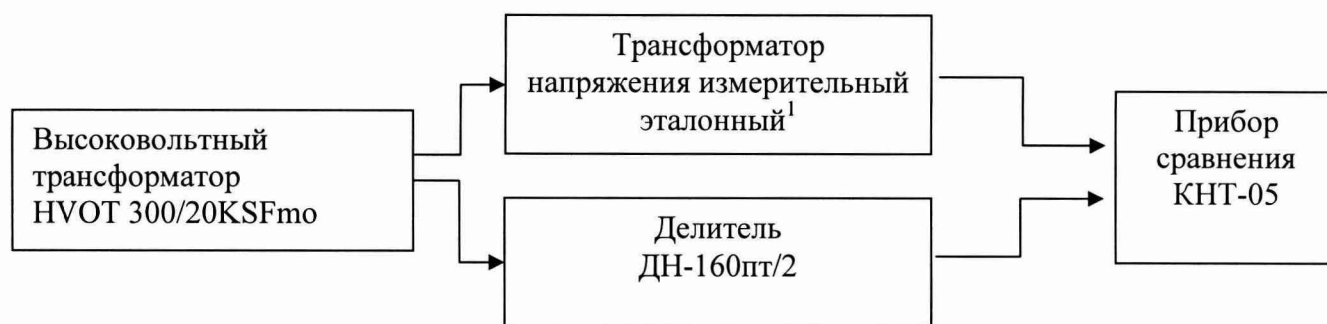 Высоковольтный
трансформатор
HVOT 300/20KSFmo
Трансформатор
напряжения измерительный
эталонный¹
Делитель
ДН-160пт/2
Прибор
сравнения
КНТ-05